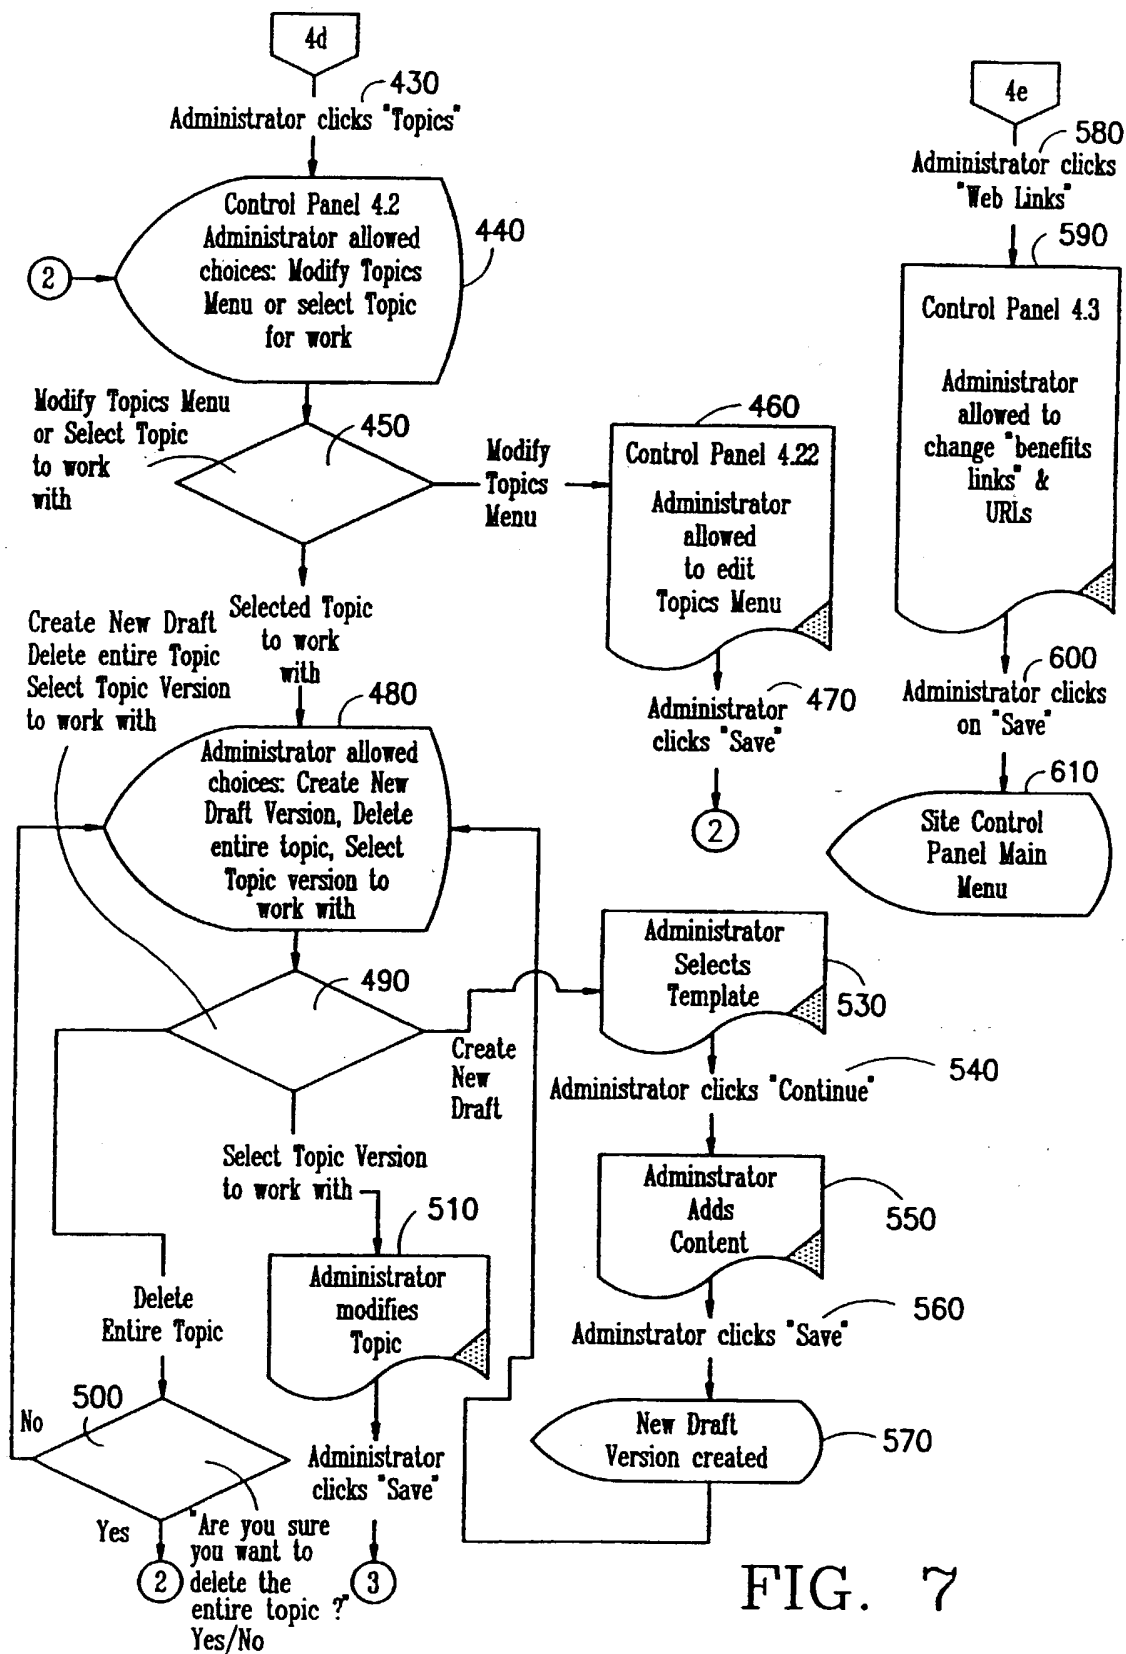 4d
430
Administrator clicks "Topics"
Control Panel 4.2
Administrator allowed
choices: Modify Topics
Menu or select Topic
for work
440
2
Modify Topics Menu
or Select Topic
to work
with
450
Modify
Topics
Menu
460
Control Panel 4.22
Administrator
allowed
to edit
Topics Menu
470
Administrator
clicks "Save"
2
4e
580
Administrator clicks
"Web Links"
590
Control Panel 4.3
Administrator
allowed to
change "benefits
links" &
URLs
600
Administrator clicks
on "Save"
610
Site Control
Panel Main
Menu
Selected Topic
to work
with
Create New Draft
Delete entire Topic
Select Topic Version
to work with
480
Administrator allowed
choices: Create New
Draft Version, Delete
entire topic, Select
Topic version to
work with
490
Create
New
Draft
Administrator
Selects
Template
530
Administrator clicks "Continue"
540
Adminstrator
Adds
Content
550
Adminstrator clicks "Save"
560
New Draft
Version created
570
Select Topic Version
to work with
510
Administrator
modifies
Topic
Administrator
clicks "Save"
3
Delete
Entire Topic
500
No
Yes
2
"Are you sure
you want to
delete the
entire topic ?"
Yes/No
FIG. 7